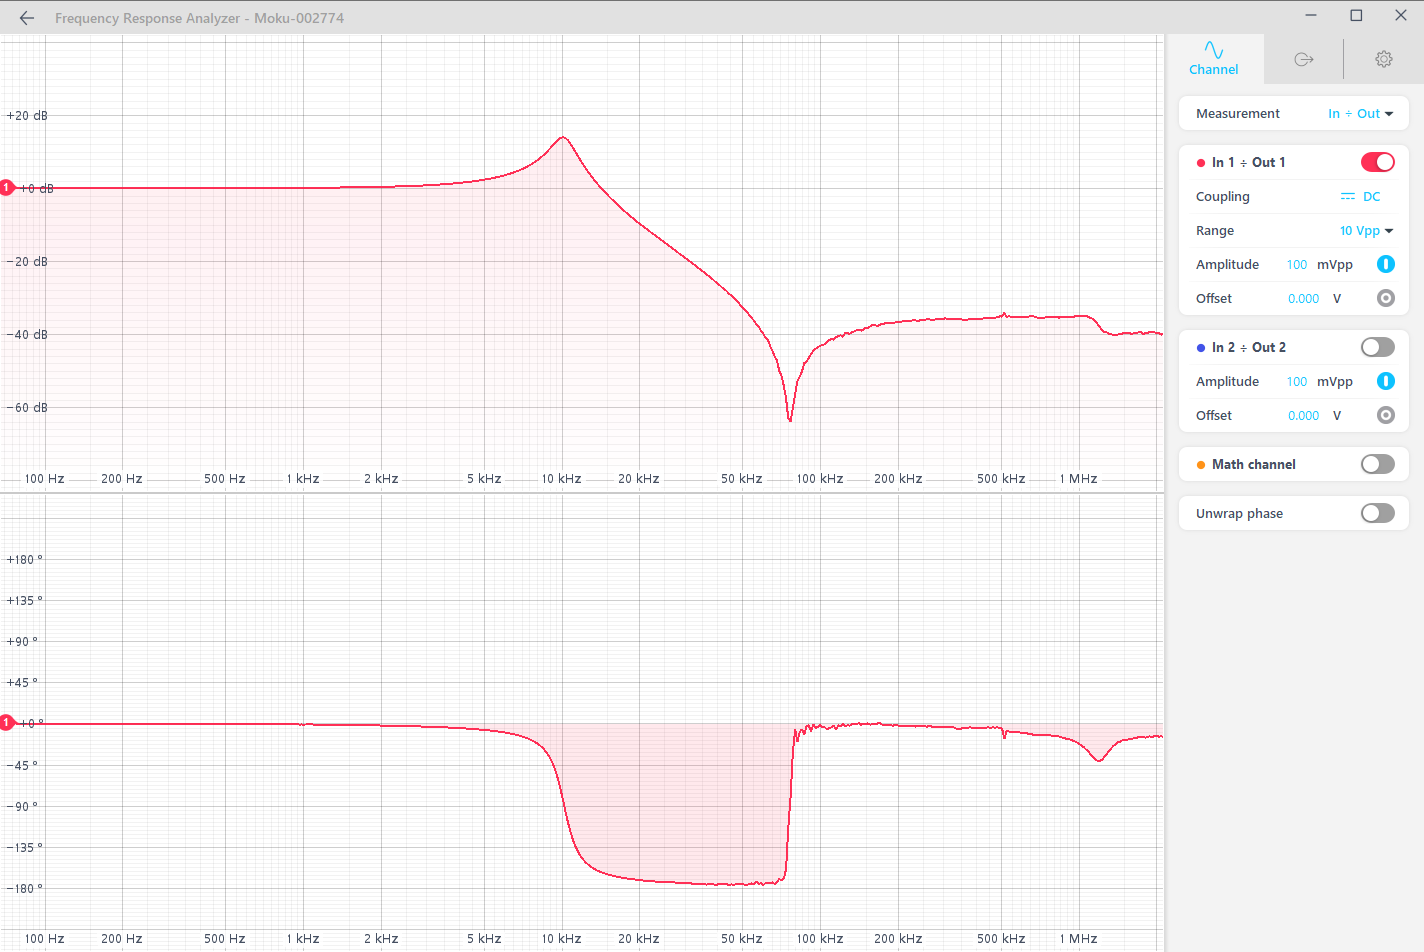 Frequency Response Analyzer - Moku-002774
+20 dB
1 +0 dB
−20 dB
−40 dB
−60 dB
100 Hz 200 Hz 500 Hz 1 kHz 2 kHz 5 kHz 10 kHz 20 kHz 50 kHz 100 kHz 200 kHz 500 kHz 1 MHz
+180 °
+135 °
+90 °
+45 °
1 +0 °
−45 °
−90 °
−135 °
−180 °
100 Hz 200 Hz 500 Hz 1 kHz 2 kHz 5 kHz 10 kHz 20 kHz 50 kHz 100 kHz 200 kHz 500 kHz 1 MHz
Channel
Measurement In ÷ Out
In 1 ÷ Out 1
Coupling DC
Range 10 Vpp
Amplitude 100 mVpp
Offset 0.000 V
In 2 ÷ Out 2
Amplitude 100 mVpp
Offset 0.000 V
Math channel
Unwrap phase